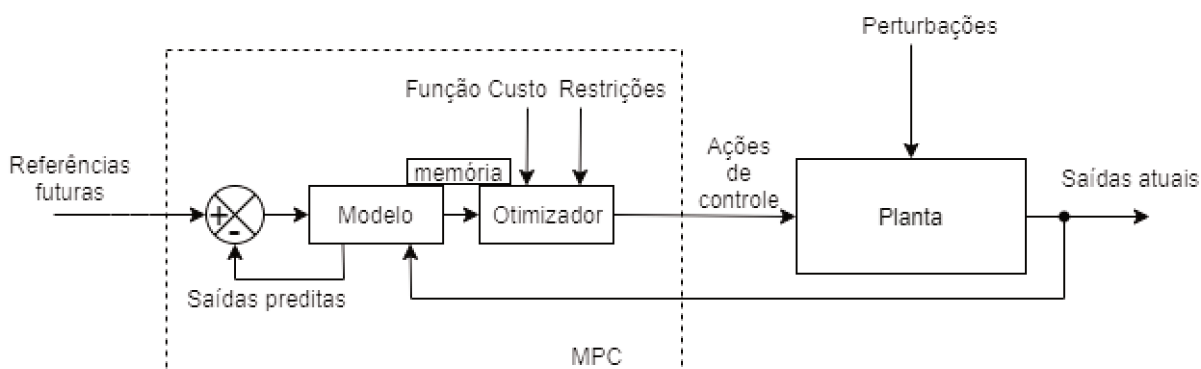 Perturbações
Função Custo
Restrições
Referências
futuras
memória
Ações
de
controle
Saídas atuais
+
-
Modelo
Otimizador
Planta
Saídas preditas
MPC